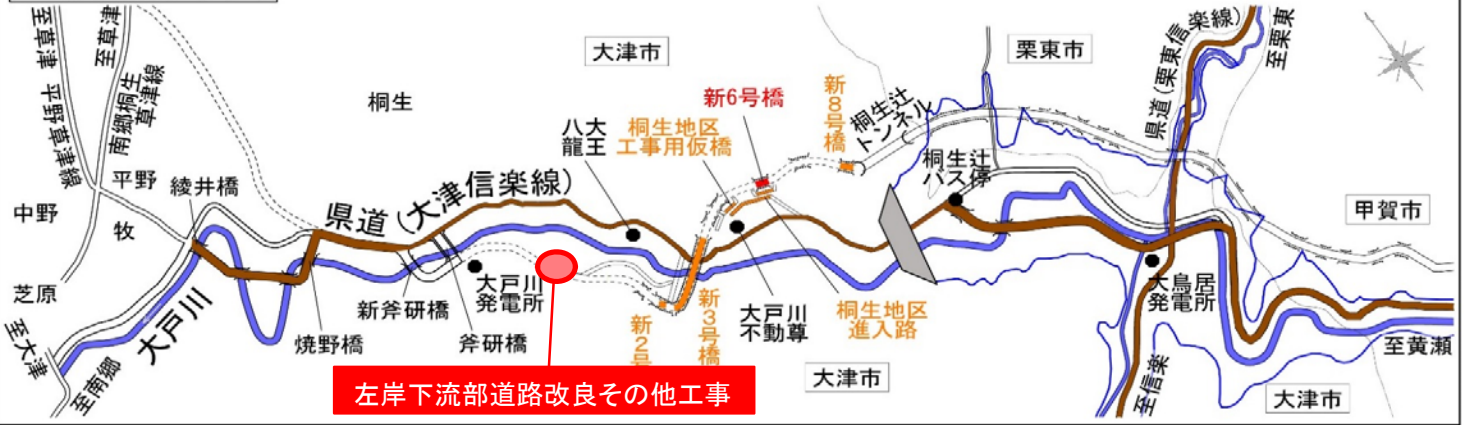 至草津 平野草津線
至草津
南郷桐生
草津線
平野
中野
牧
芝原
至大津
至南郷
大戸川
綾井橋
桐生
県道(大津信楽線)
焼野橋
新斧研橋
斧研橋
大戸川
発電所
大津市
八大
龍王
桐生地区
工事用仮橋
新6号橋
新8号橋
桐生辻
トンネル
栗東市
県道(栗東信楽線)
至栗東
桐生辻
バス停
甲賀市
新2号
新3号橋
大戸川
不動尊
桐生地区
進入路
大津市
大鳥居
発電所
至信楽
至黄瀬
大津市
左岸下流部道路改良その他工事